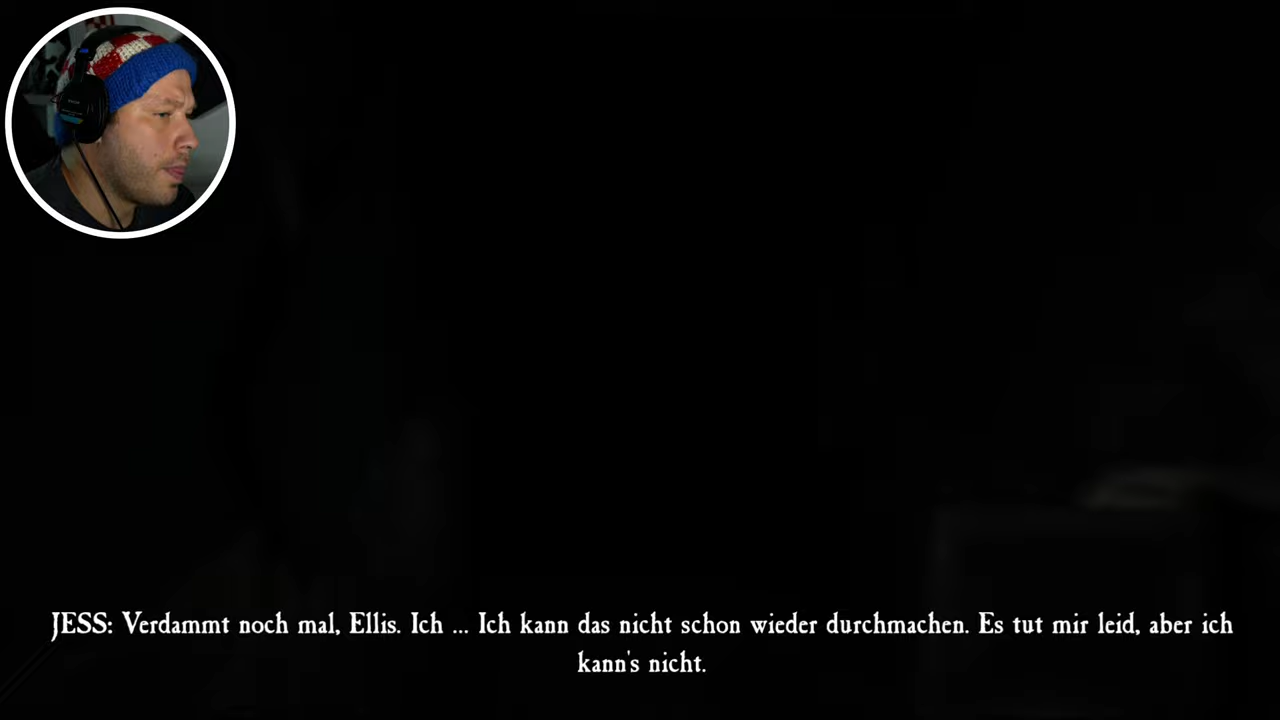 JESS: Verdammt noch mal, Ellis. Ich ... Ich kann das nicht schon wieder durchmachen. Es tut mir leid, aber ich
kann's nicht.